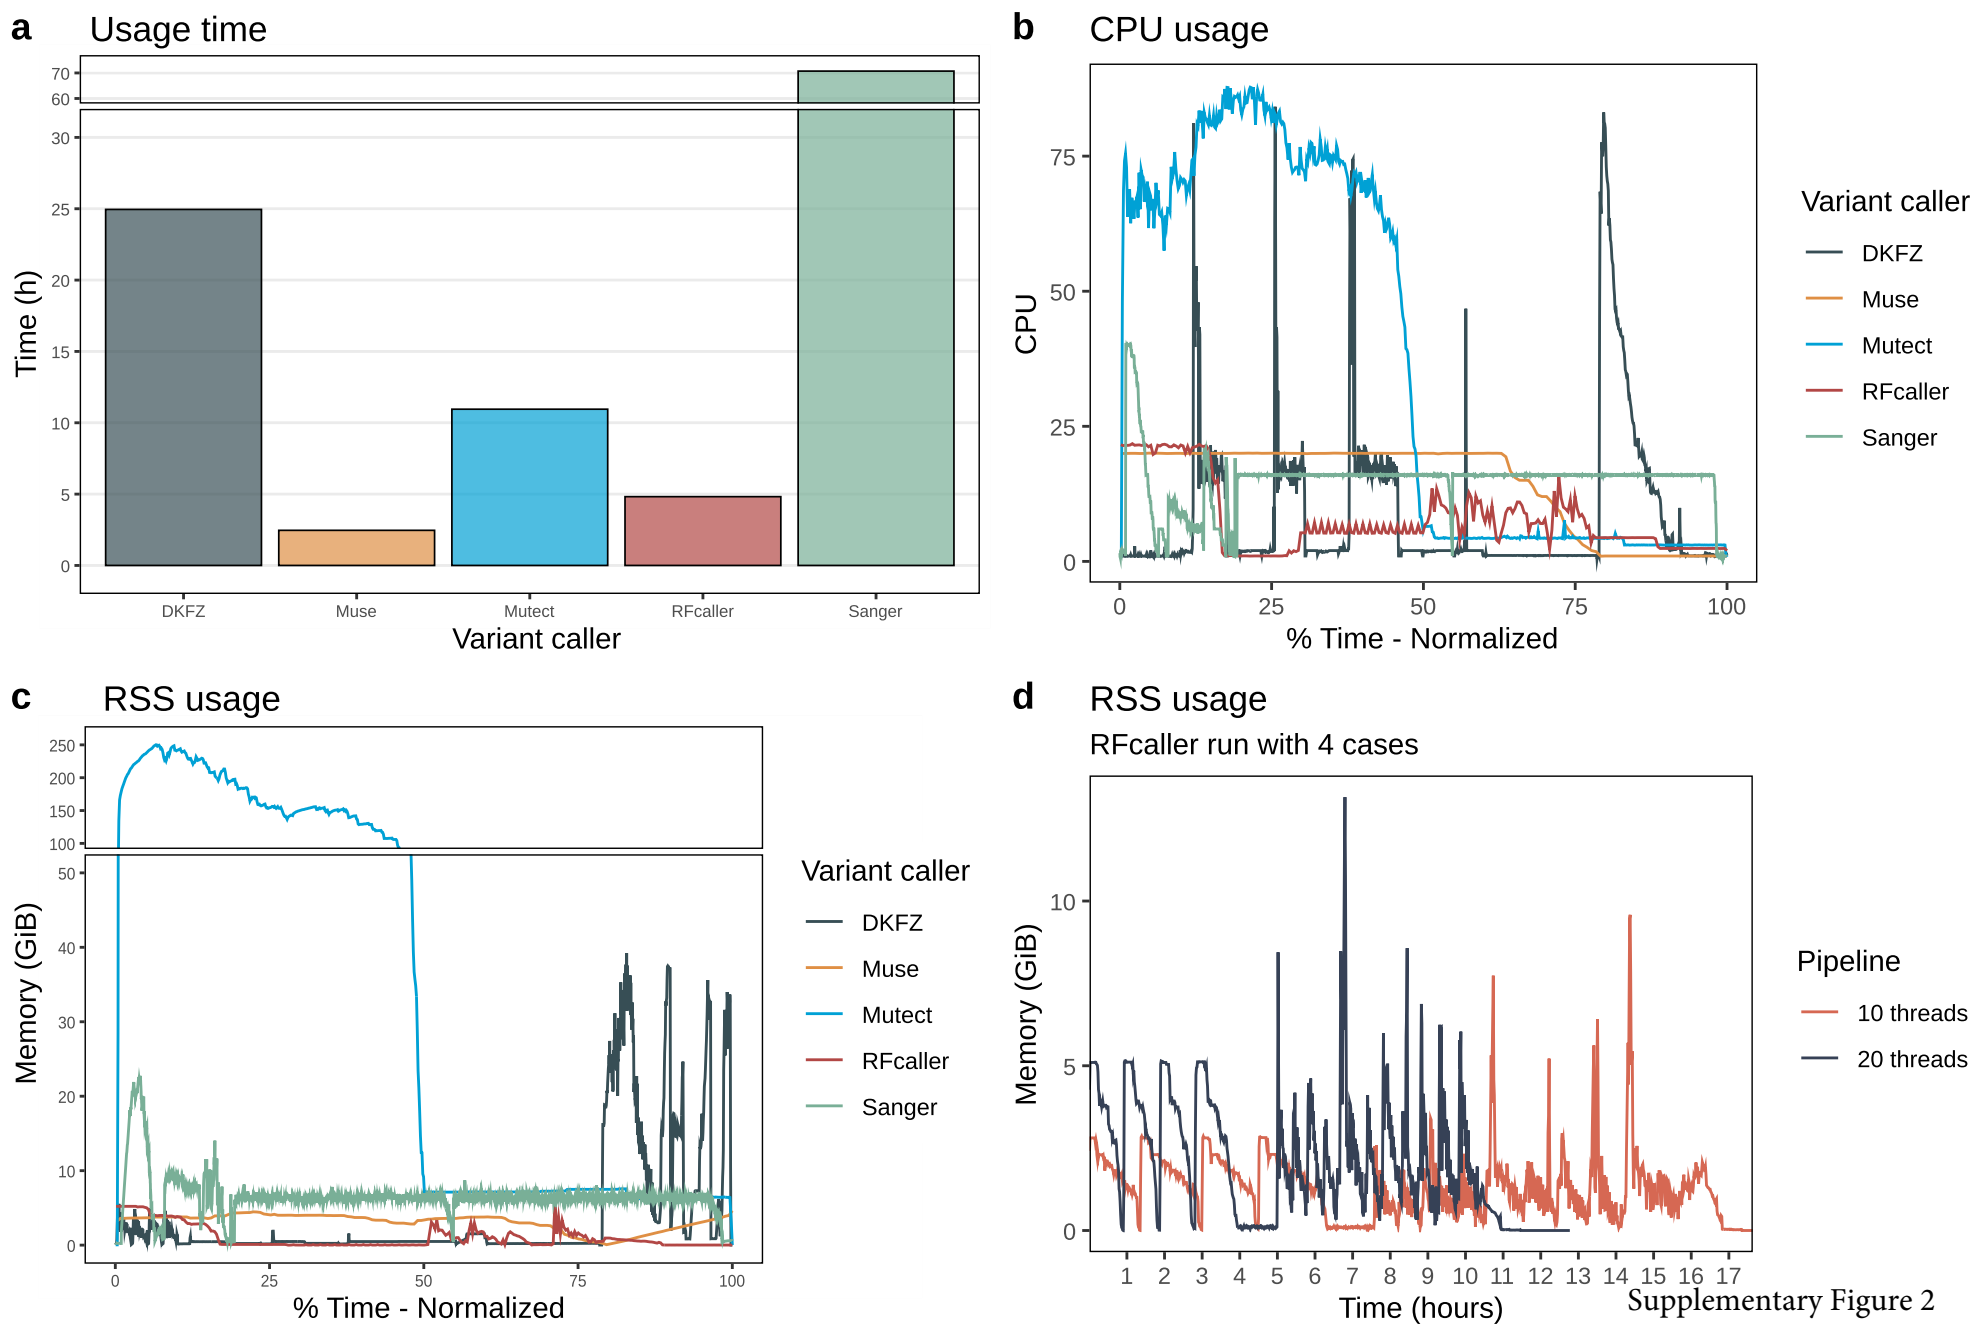 a Usage time
70
60
30
25
20
15
10
5
0
Time (h)
DKFZ Muse Mutect RFcaller Sanger
Variant caller
b CPU usage
75
50
25
0
CPU
0 25 50 75 100
% Time - Normalized
Variant caller
DKFZ
Muse
Mutect
RFcaller
Sanger
c RSS usage
250
200
150
100
50
40
30
20
10
0
Memory (GiB)
0 25 50 75 100
% Time - Normalized
Variant caller
DKFZ
Muse
Mutect
RFcaller
Sanger
d RSS usage
RFcaller run with 4 cases
10
5
0
Memory (GiB)
1 2 3 4 5 6 7 8 9 10 11 12 13 14 15 16 17
Time (hours)
Pipeline
10 threads
20 threads
Supplementary Figure 2